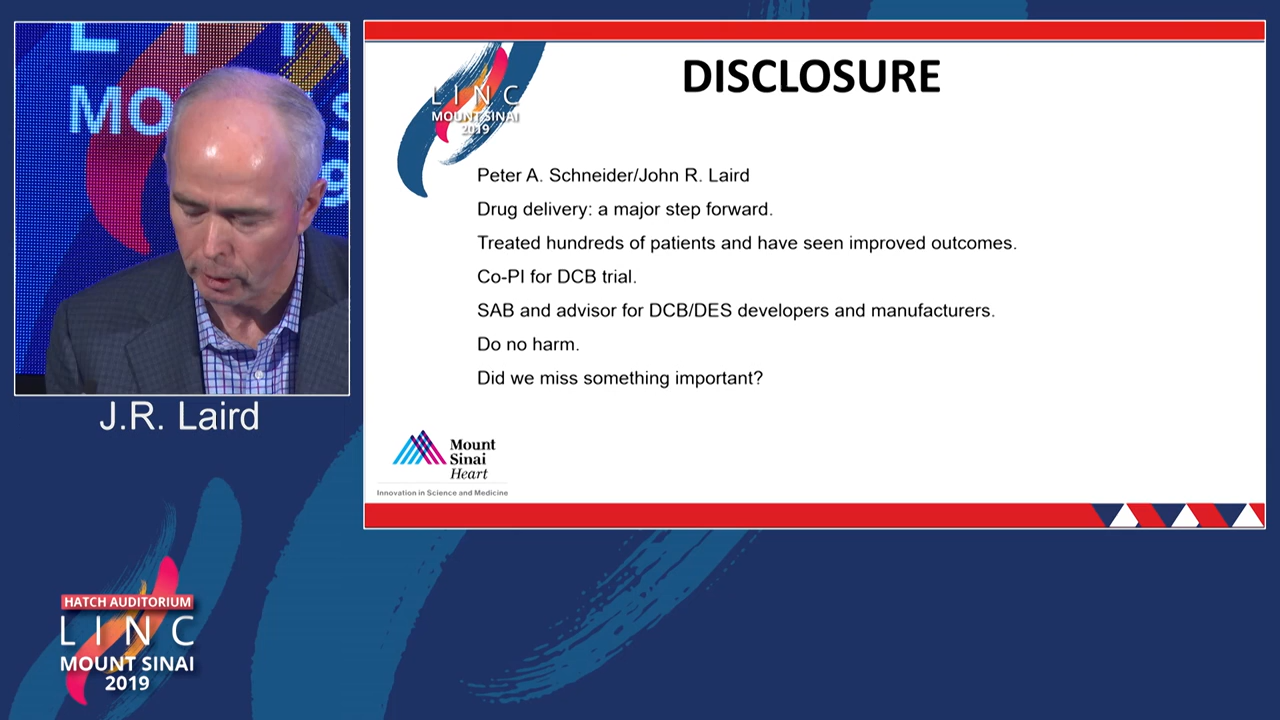 L I N
MO
S
9
J.R. Laird
HATCH AUDITORIUM
LINC
MOUNT SINAI
2019
LINC
MOUNT SINAI
2019
DISCLOSURE
Peter A. Schneider/John R. Laird
Drug delivery: a major step forward.
Treated hundreds of patients and have seen improved outcomes.
Co-PI for DCB trial.
SAB and advisor for DCB/DES developers and manufacturers.
Do no harm.
Did we miss something important?
Mount
Sinai
Heart
Innovation in Science and Medicine